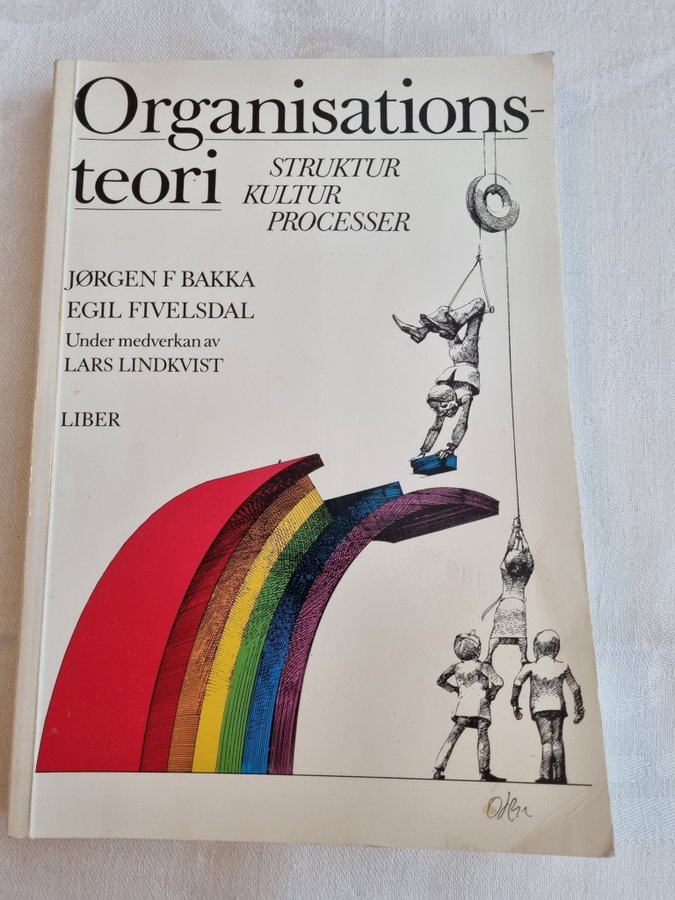 Organisations-
teori
STRUKTUR
KULTUR
PROCESSER
JØRGEN F BAKKA
EGIL FIVELSDAL
Under medverkan av
LARS LINDKVIST
LIBER